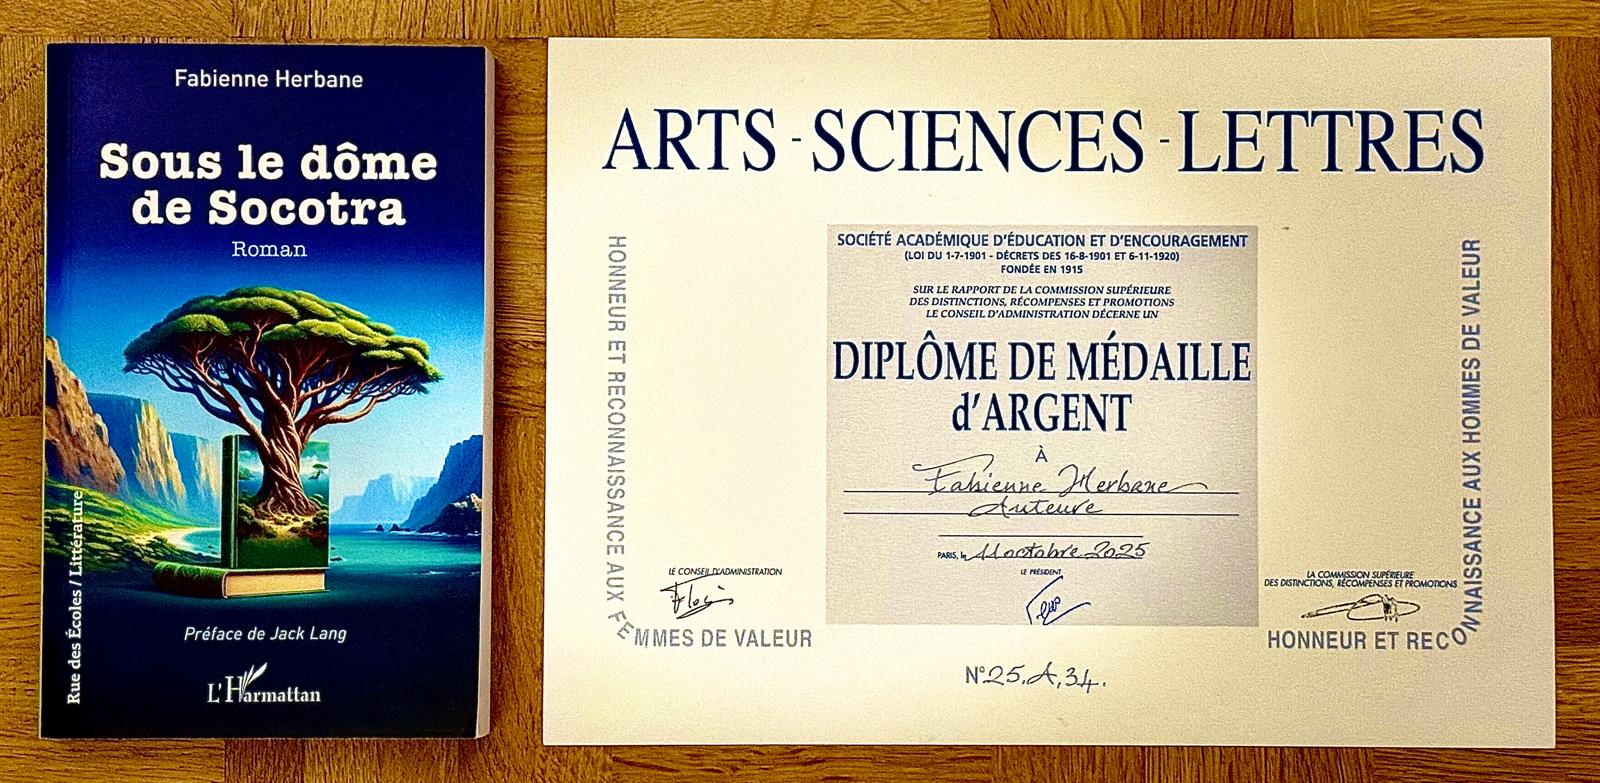 Fabienne Herbane
Sous le dôme
de Socotra
Roman
Rue des Écoles / Littérature
Préface de Jack Lang
L'Harmattan
ARTS - SCIENCES - LETTRES
HONNEUR ET RECONNAISSANCE AUX FEMMES DE VALEUR
SOCIÉTÉ ACADÉMIQUE D'ÉDUCATION ET D'ENCOURAGEMENT
(LOI DU 1-7-1901 - DÉCRETS DES 16-8-1901 ET 6-11-1920)
FONDÉE EN 1915
SUR LE RAPPORT DE LA COMMISSION SUPÉRIEURE
DES DISTINCTIONS, RÉCOMPENSES ET PROMOTIONS
LE CONSEIL D'ADMINISTRATION DÉCERNE UN
DIPLÔME DE MÉDAILLE
d'ARGENT
À
Fabienne Herbane
Auteure
PARIS, le 11 octobre 2025
LE CONSEIL D'ADMINISTRATION
LE PRÉSIDENT
LA COMMISSION SUPÉRIEURE
DES DISTINCTIONS, RÉCOMPENSES ET PROMOTIONS
HONNEUR ET RECONNAISSANCE AUX HOMMES DE VALEUR
N° 25.A.34.